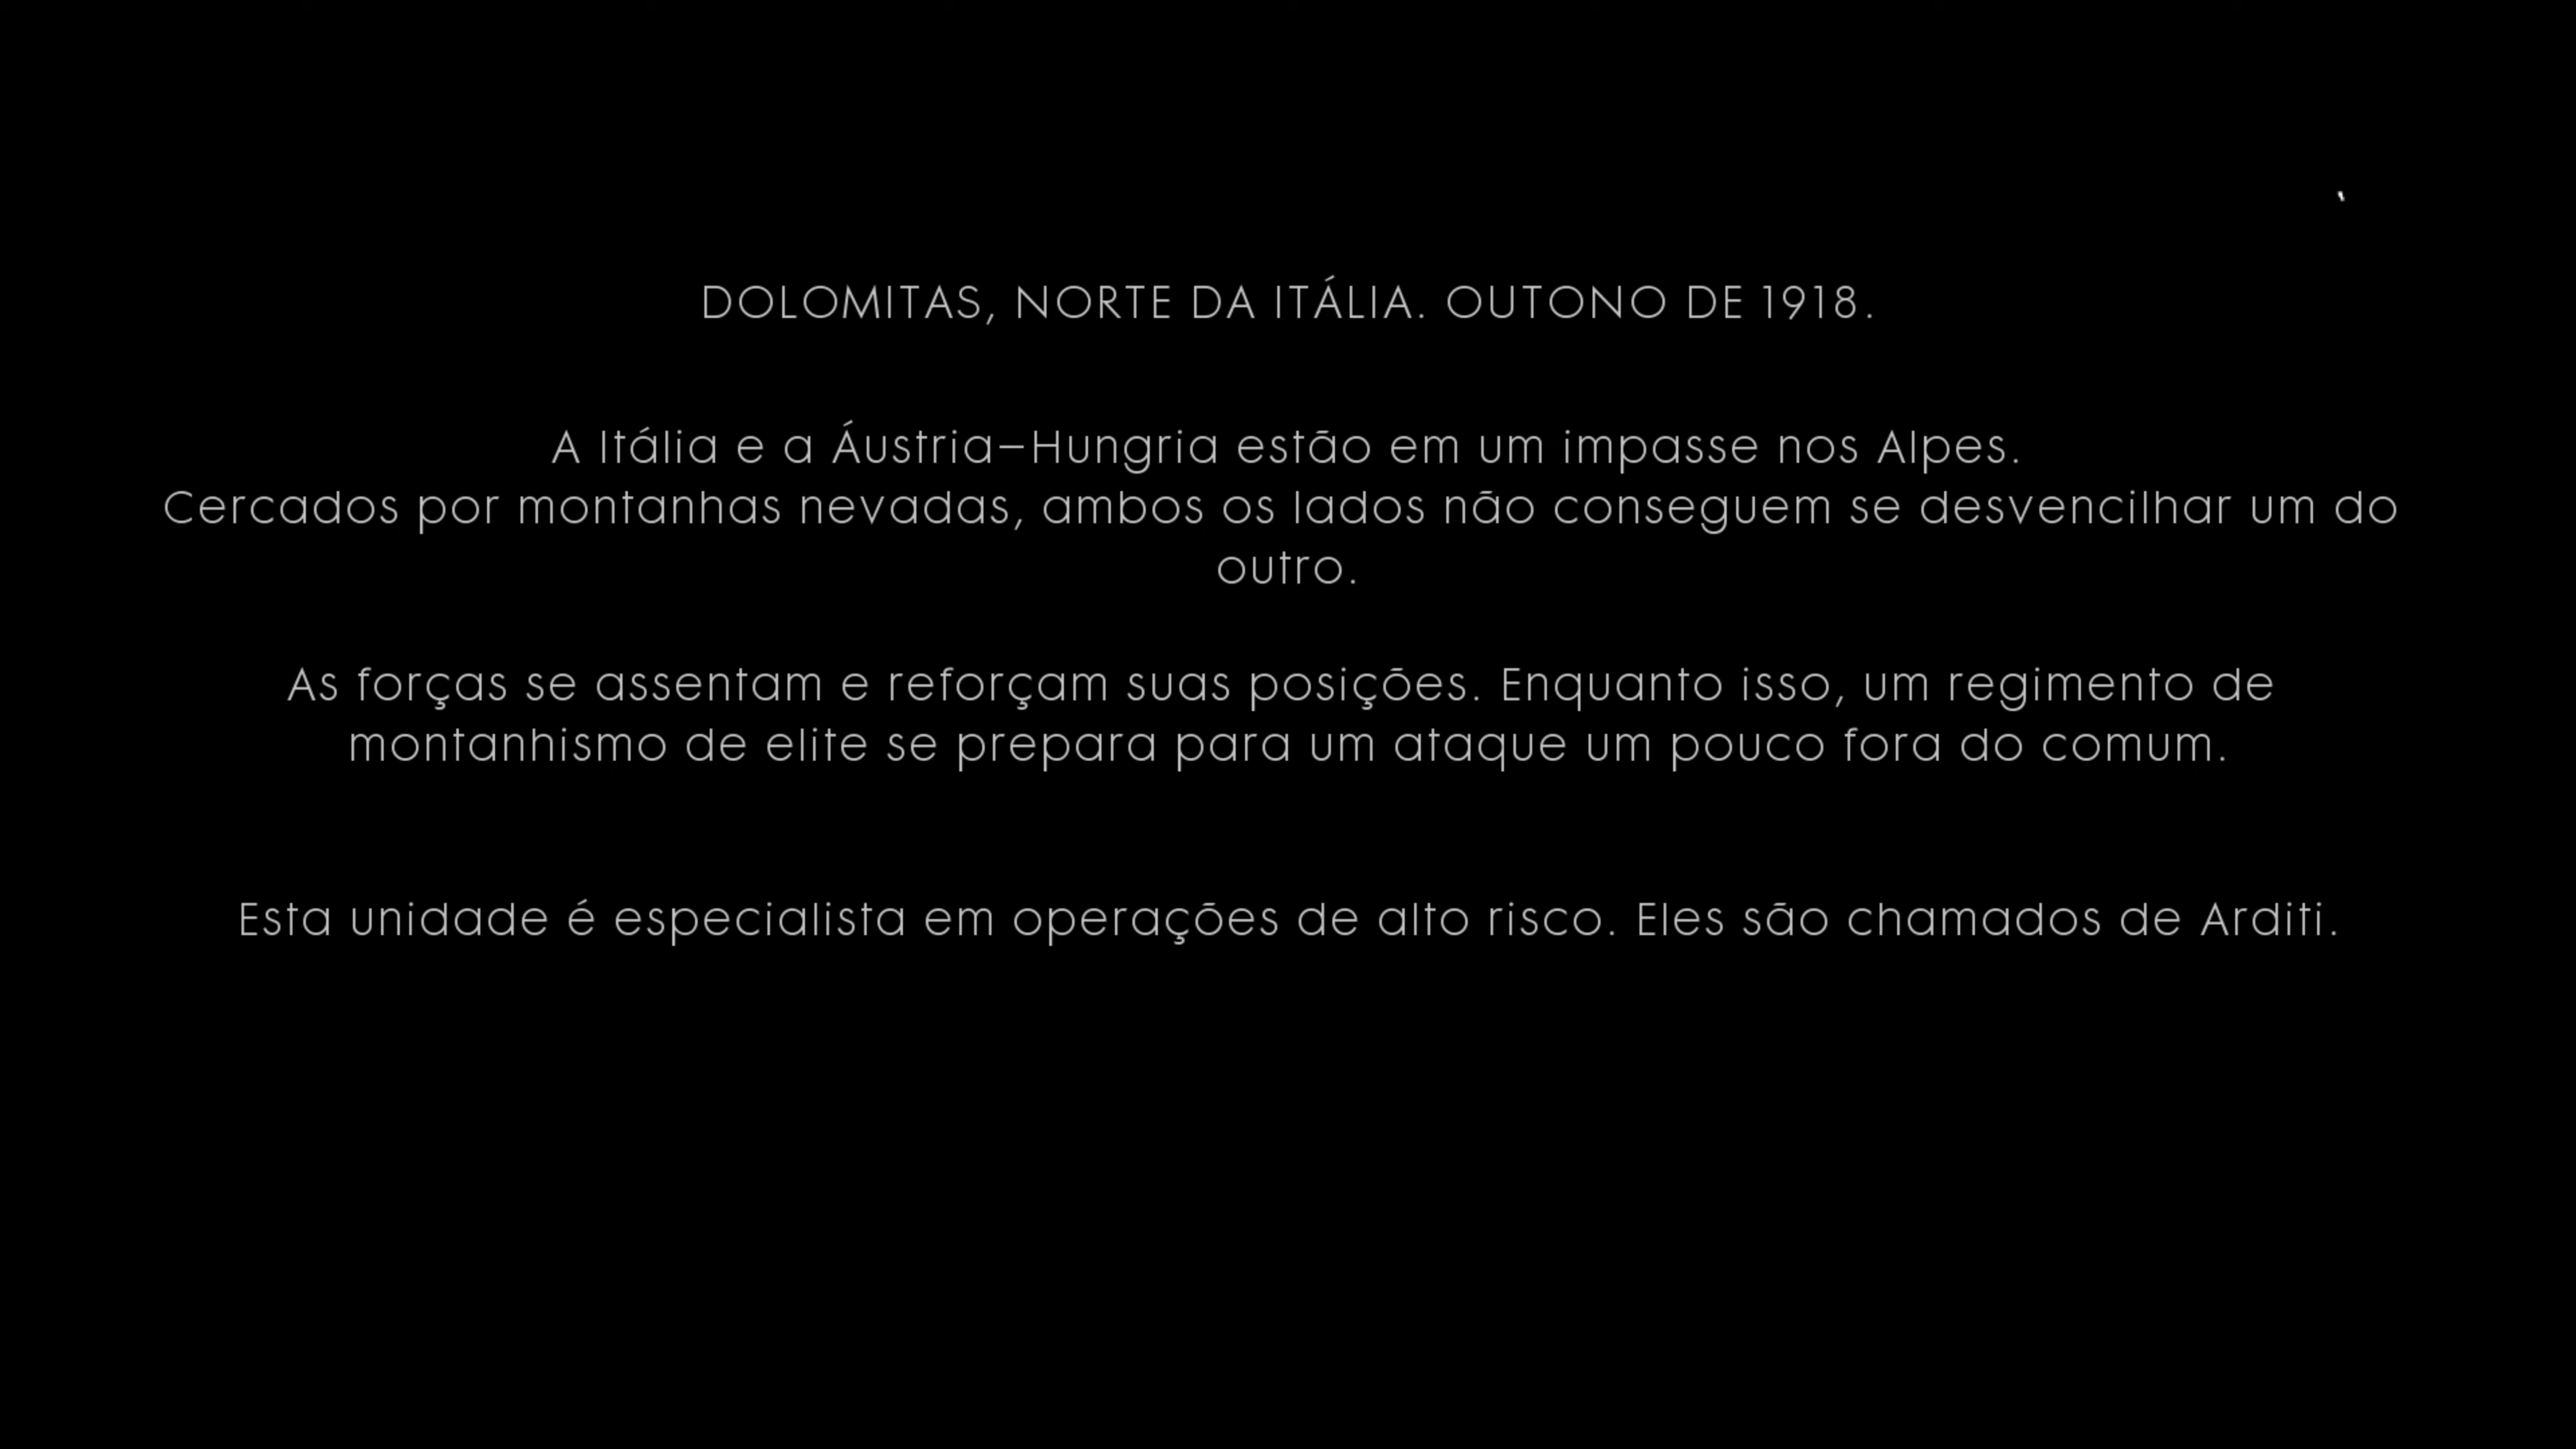 DOLOMITAS, NORTE DA ITÁLIA. OUTONO DE 1918.
A Itália e a Áustria-Hungria estão em um impasse nos Alpes.
Cercados por montanhas nevadas, ambos os lados não conseguem se desvencilhar um do
outro.
As forças se assentam e reforçam suas posições. Enquanto isso, um regimento de
montanhismo de elite se prepara para um ataque um pouco fora do comum.
Esta unidade é especialista em operações de alto risco. Eles são chamados de Arditi.